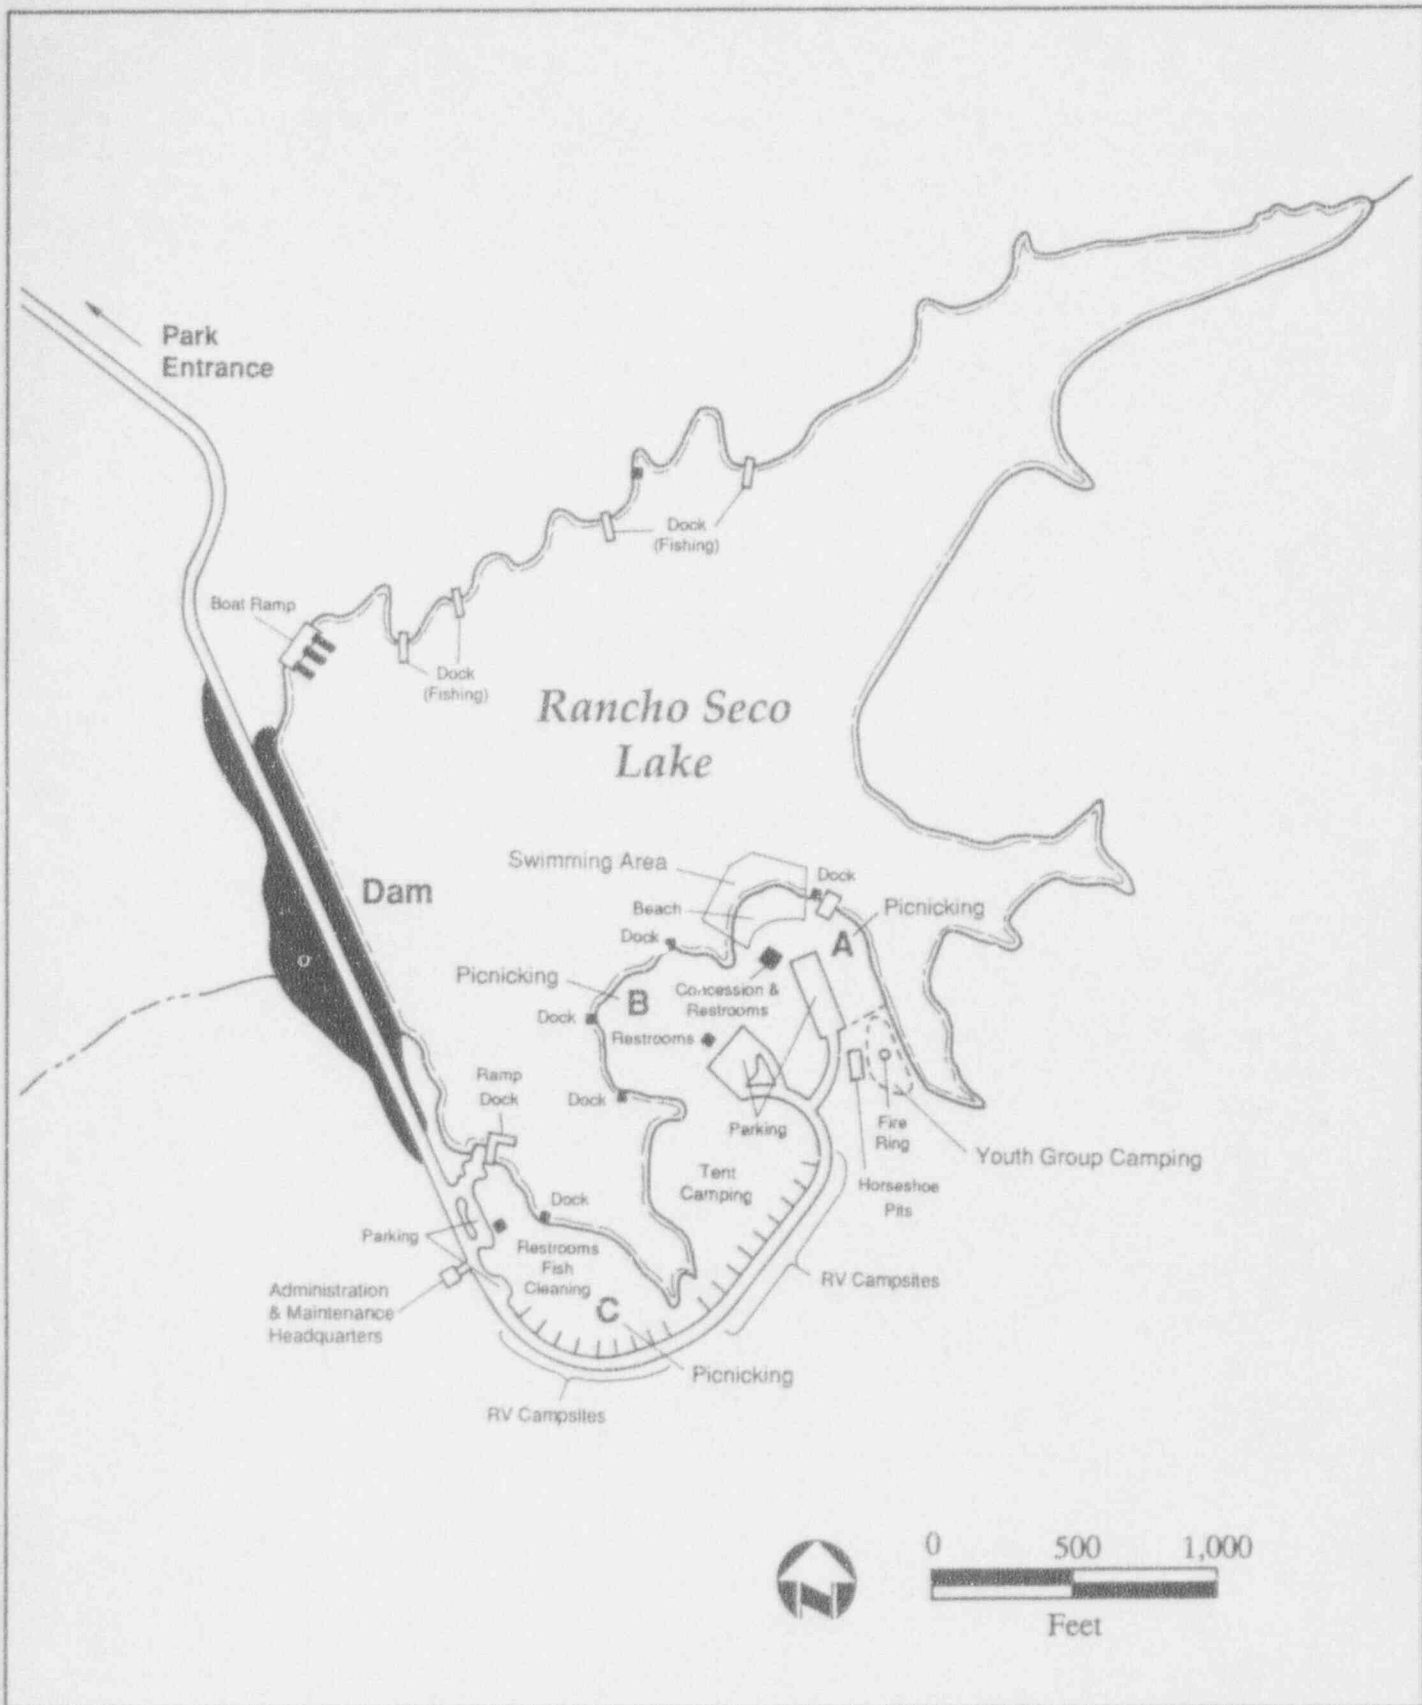 Park
Entrance
Dock
(Fishing)
Boat Ramp
Dock
(Fishing)
Rancho Seco
Lake
Swimming Area
Dock
Dam
Beach
Picnicking
A
Dock
Picnicking
B
Concession &
Restrooms
Dock
Restrooms
Ramp
Dock
Dock
Parking
Fire
Ring
Youth Group Camping
Tent
Camping
Horseshoe
Pits
Dock
Parking
Restrooms
Fish
Cleaning
RV Campsites
Administration
& Maintenance
Headquarters
C
Picnicking
RV Campsites
N
0 500 1,000
Feet